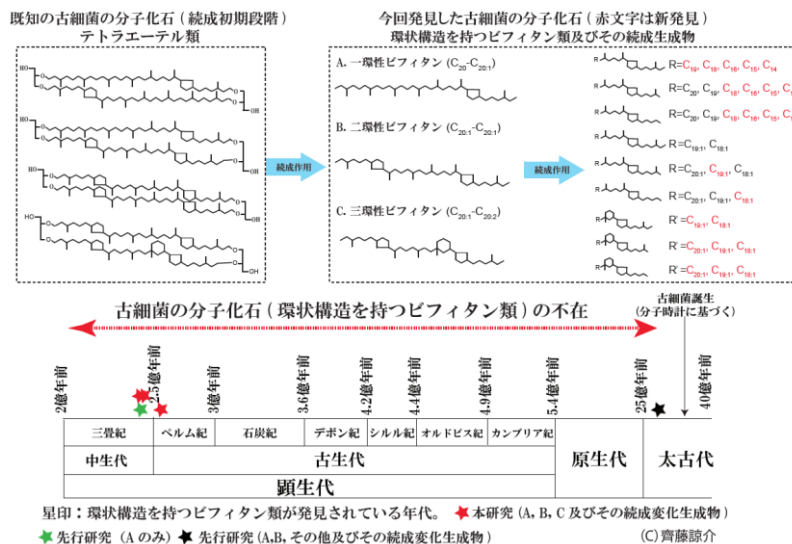 既知の古細菌の分子化石(続成初期段階)
テトラエーテル類
HO
OH
HO
OH
HO
OH
HO
OH
続成作用
今回発見した古細菌の分子化石(赤文字は新発見)
環状構造を持つビフィタン類及びその続成生成物
A. 一環性ビフィタン (C20-C20:1)
B. 二環性ビフィタン (C20:1-C20:1)
C. 三環性ビフィタン (C20:1-C20:2)
続成作用
R=C19, C18, C16, C15, C14
R=C20, C19, C18, C16, C15,
R=C20, C19, C18, C16, C15,
R=C19:1, C18:1
R=C20:1, C19:1, C18:1
R=C20:1, C19:1, C18:1
R'=C19:1, C18:1
R'=C20:1, C19:1, C18:1
R'=C20:1, C19:1, C18:1
古細菌の分子化石(環状構造を持つビフィタン類)の不在
古細菌誕生
(分子時計に基づく)
2億年前
2.5億年前
3億年前
3.6億年前
4.2億年前
4.4億年前
4.9億年前
5.4億年前
25億年前
40億年前
三畳紀 ペルム紀 石炭紀 デボン紀 シルル紀 オルドビス紀 カンブリア紀
中生代 古生代 原生代 太古代
顕生代
星印:環状構造を持つビフィタン類が発見されている年代。 ★本研究(A, B, C 及びその続成変化生成物)
★先行研究(Aのみ) ★先行研究(A,B, その他及びその続成変化生成物)
(C)齊藤諒介